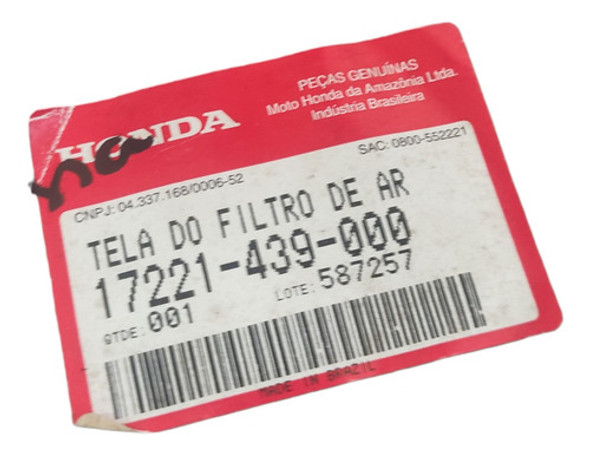 PEÇAS GENUÍNAS
Moto Honda da Amazônia Ltda.
Indústria Brasileira
HONDA
SAC: 0800-552221
CNPJ: 04.337.168/0006-52
TELA DO FILTRO DE AR
17221-439-000
QTDE: 001 LOTE: 587257
MADE IN BRAZIL